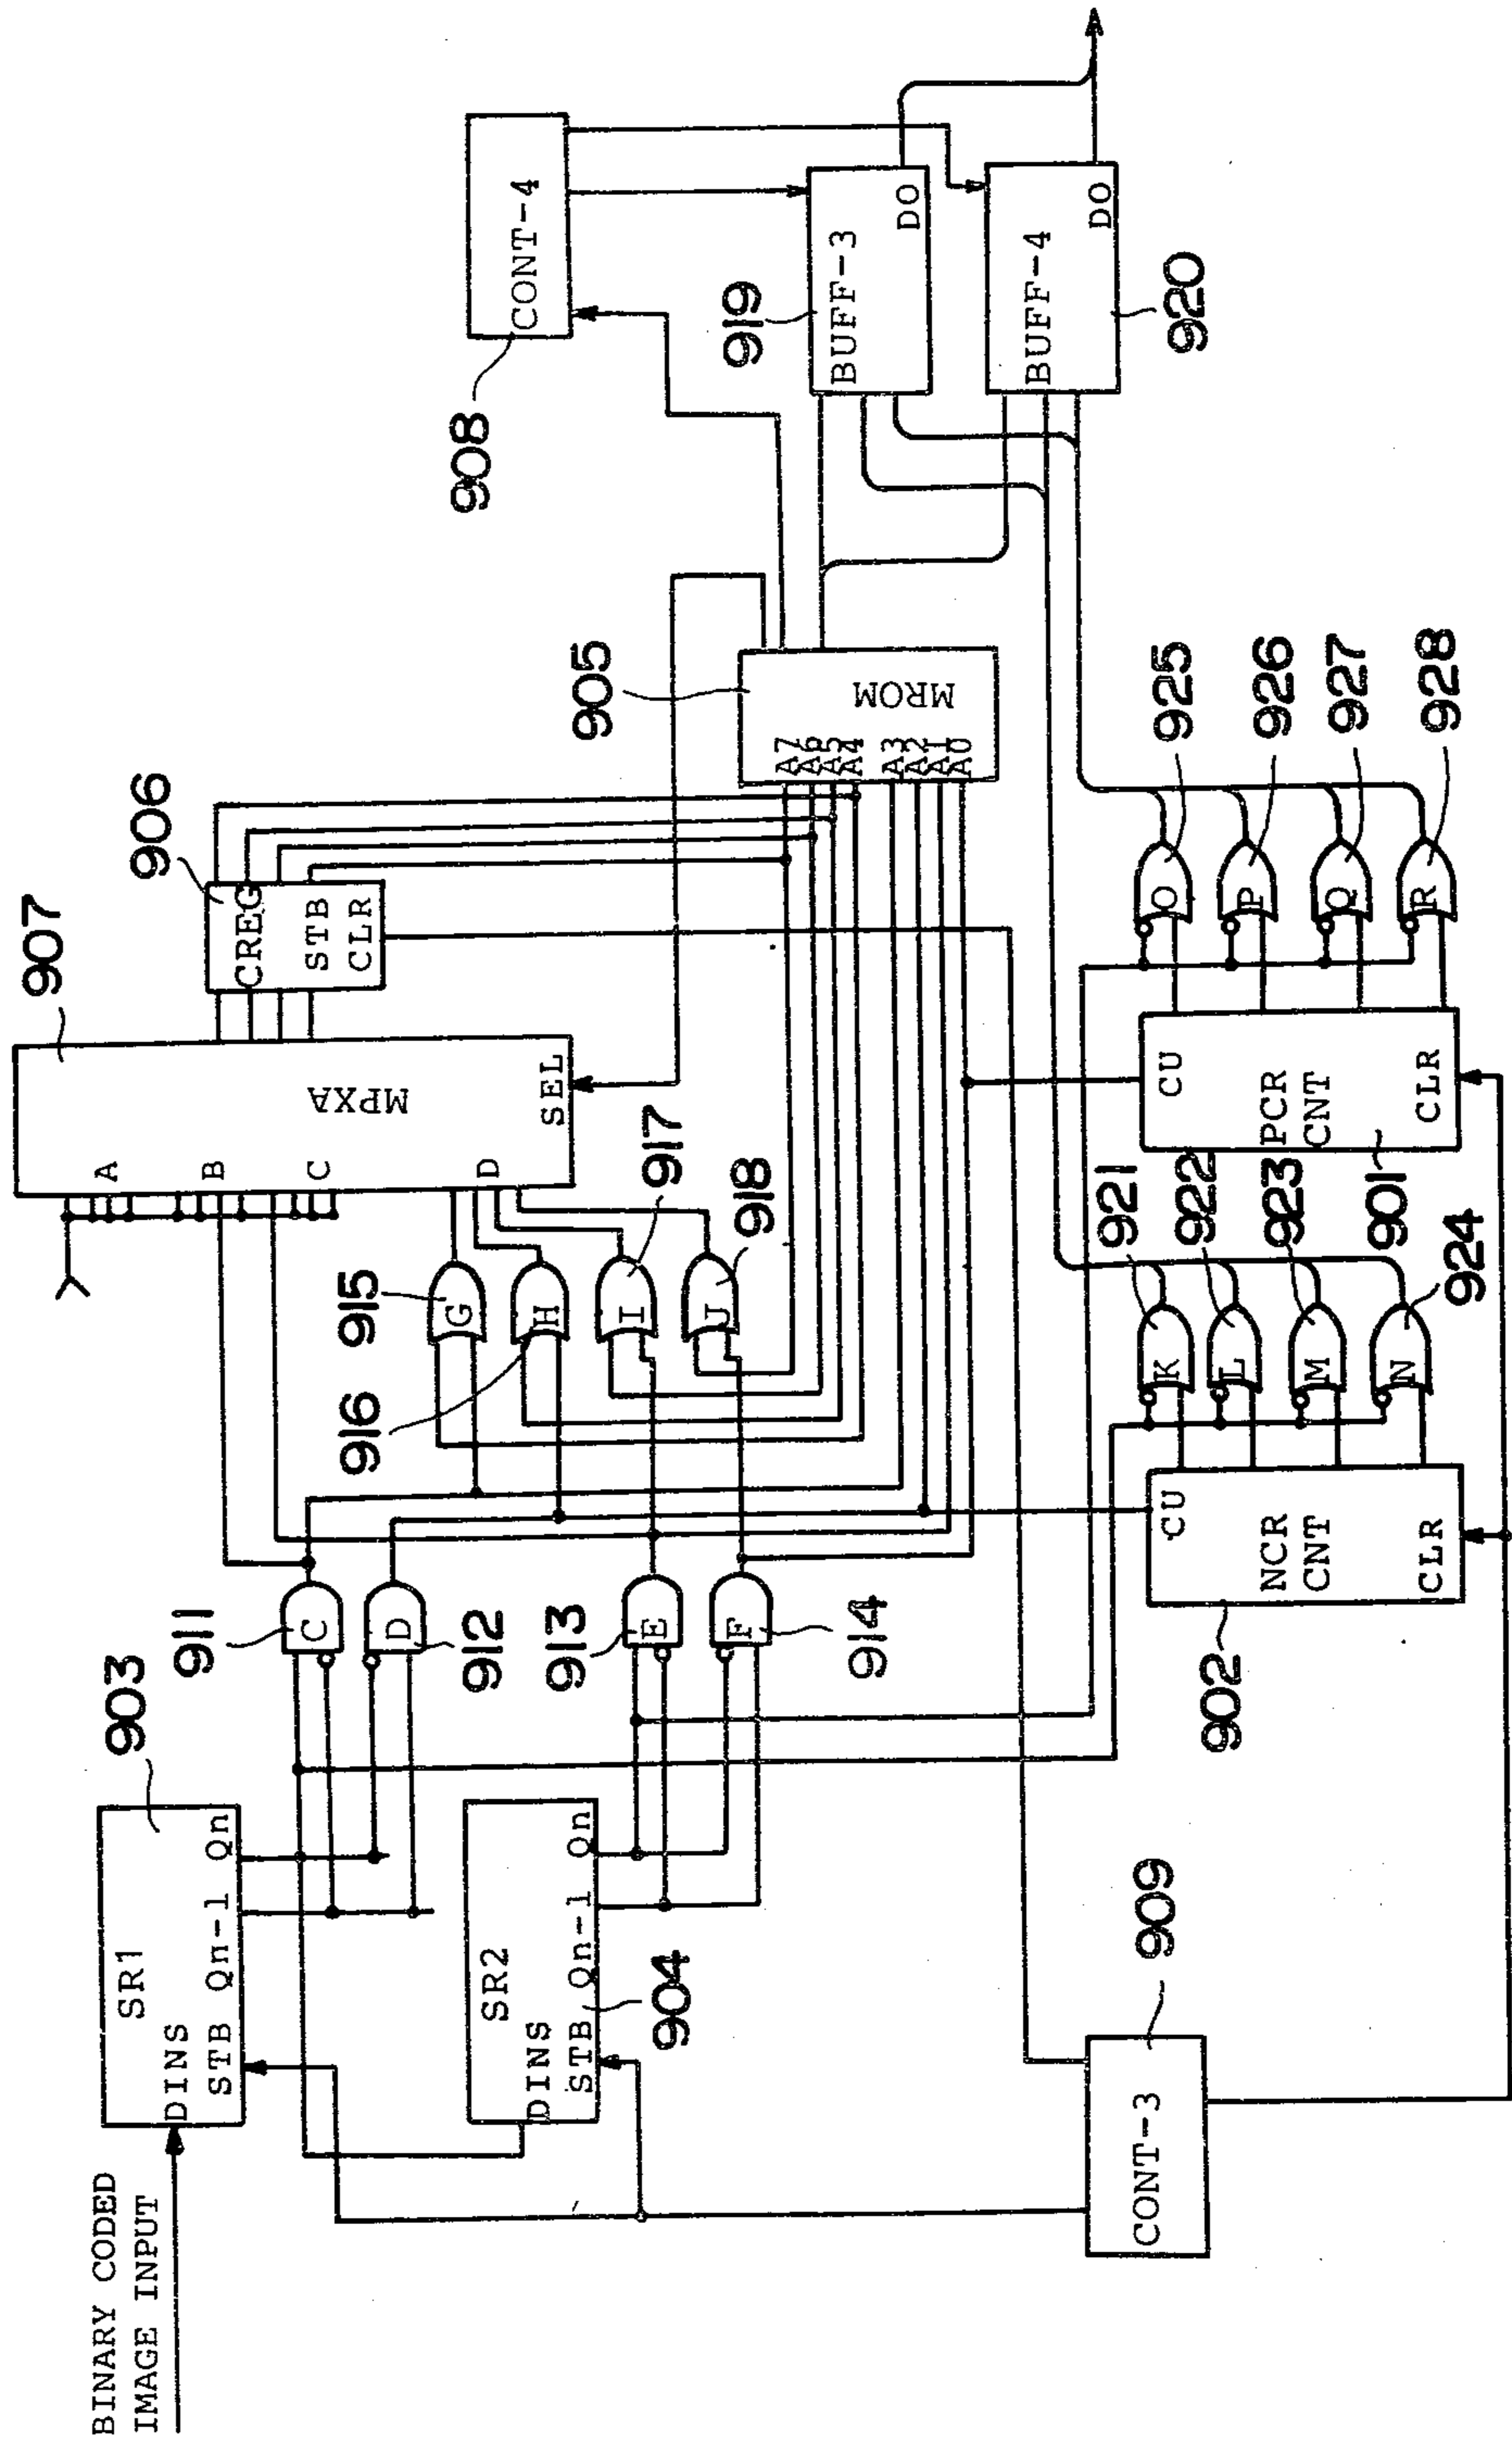 BINARY CODED
IMAGE INPUT
903
SR1
DINS
STB Qn-1 Qn
911
C
D
912
SR2
DINS
STB Qn-1 Qn
904
913
E
F
914
907
A
B
C
D
MPXA
SEL
906
CREG
STB
CLR
915
G
916
H
917
I
918
J
905
MROM
A7
A6
A5
A4
A3
A2
A1
A0
908
CONT-4
919
BUFF-3
DO
BUFF-4
DO
920
909
CONT-3
902
CU
NCR
CNT
CLR
921
K
922
L
923
M
924
N
901
CU
PCR
CNT
CLR
925
O
926
P
927
Q
928
R